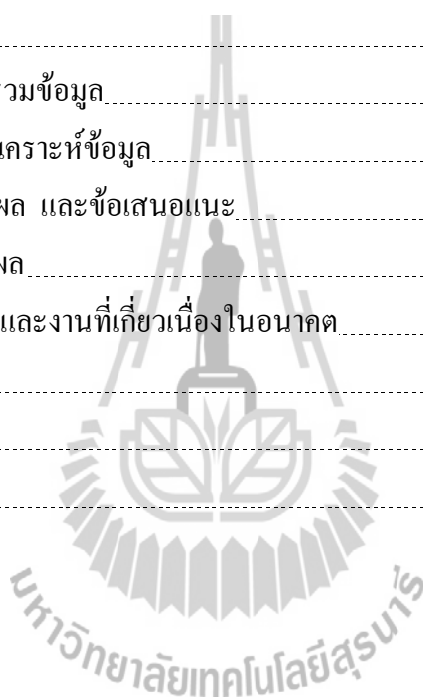 วมข้อมูล
เคราะห์ข้อมูล
ผล และข้อเสนอแนะ
ผล
และงานที่เกี่ยวเนื่องในอนาคต
มหาวิทยาลัยเทคโนโลยีสุรนารี